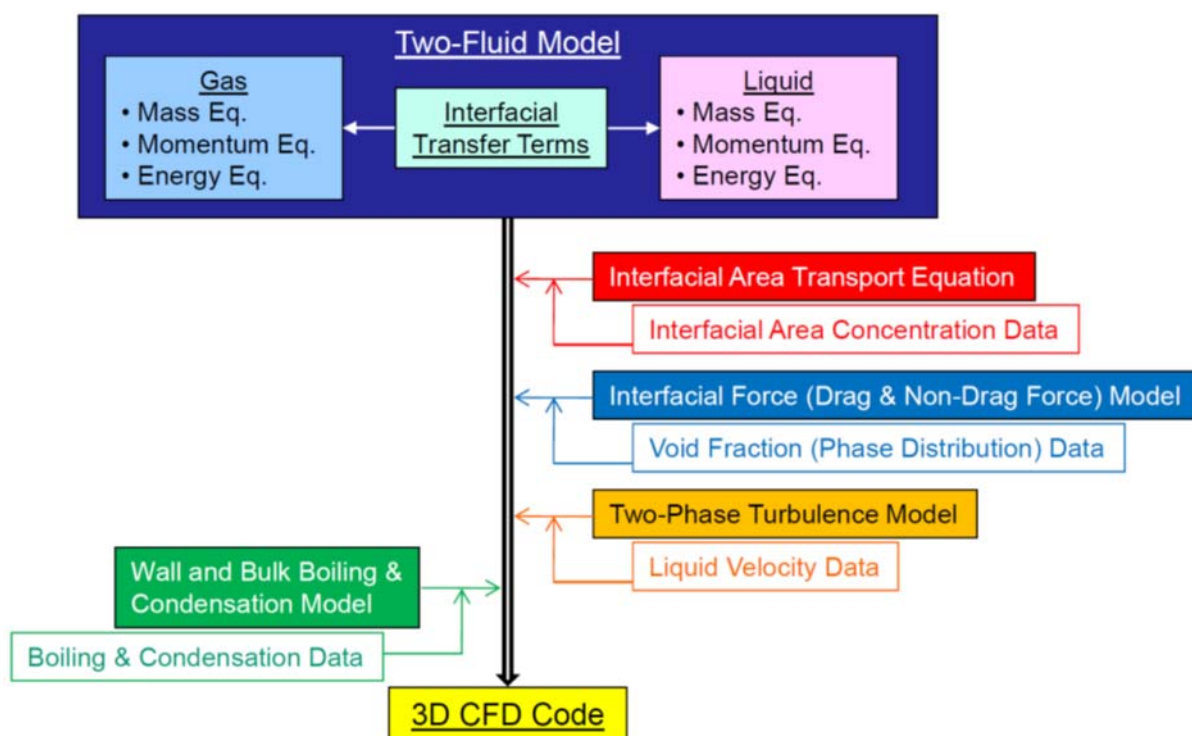 Two-Fluid Model
Gas
• Mass Eq.
• Momentum Eq.
• Energy Eq.
Interfacial
Transfer Terms
Liquid
• Mass Eq.
• Momentum Eq.
• Energy Eq.
Interfacial Area Transport Equation
Interfacial Area Concentration Data
Interfacial Force (Drag & Non-Drag Force) Model
Void Fraction (Phase Distribution) Data
Two-Phase Turbulence Model
Liquid Velocity Data
Wall and Bulk Boiling &
Condensation Model
Boiling & Condensation Data
3D CFD Code